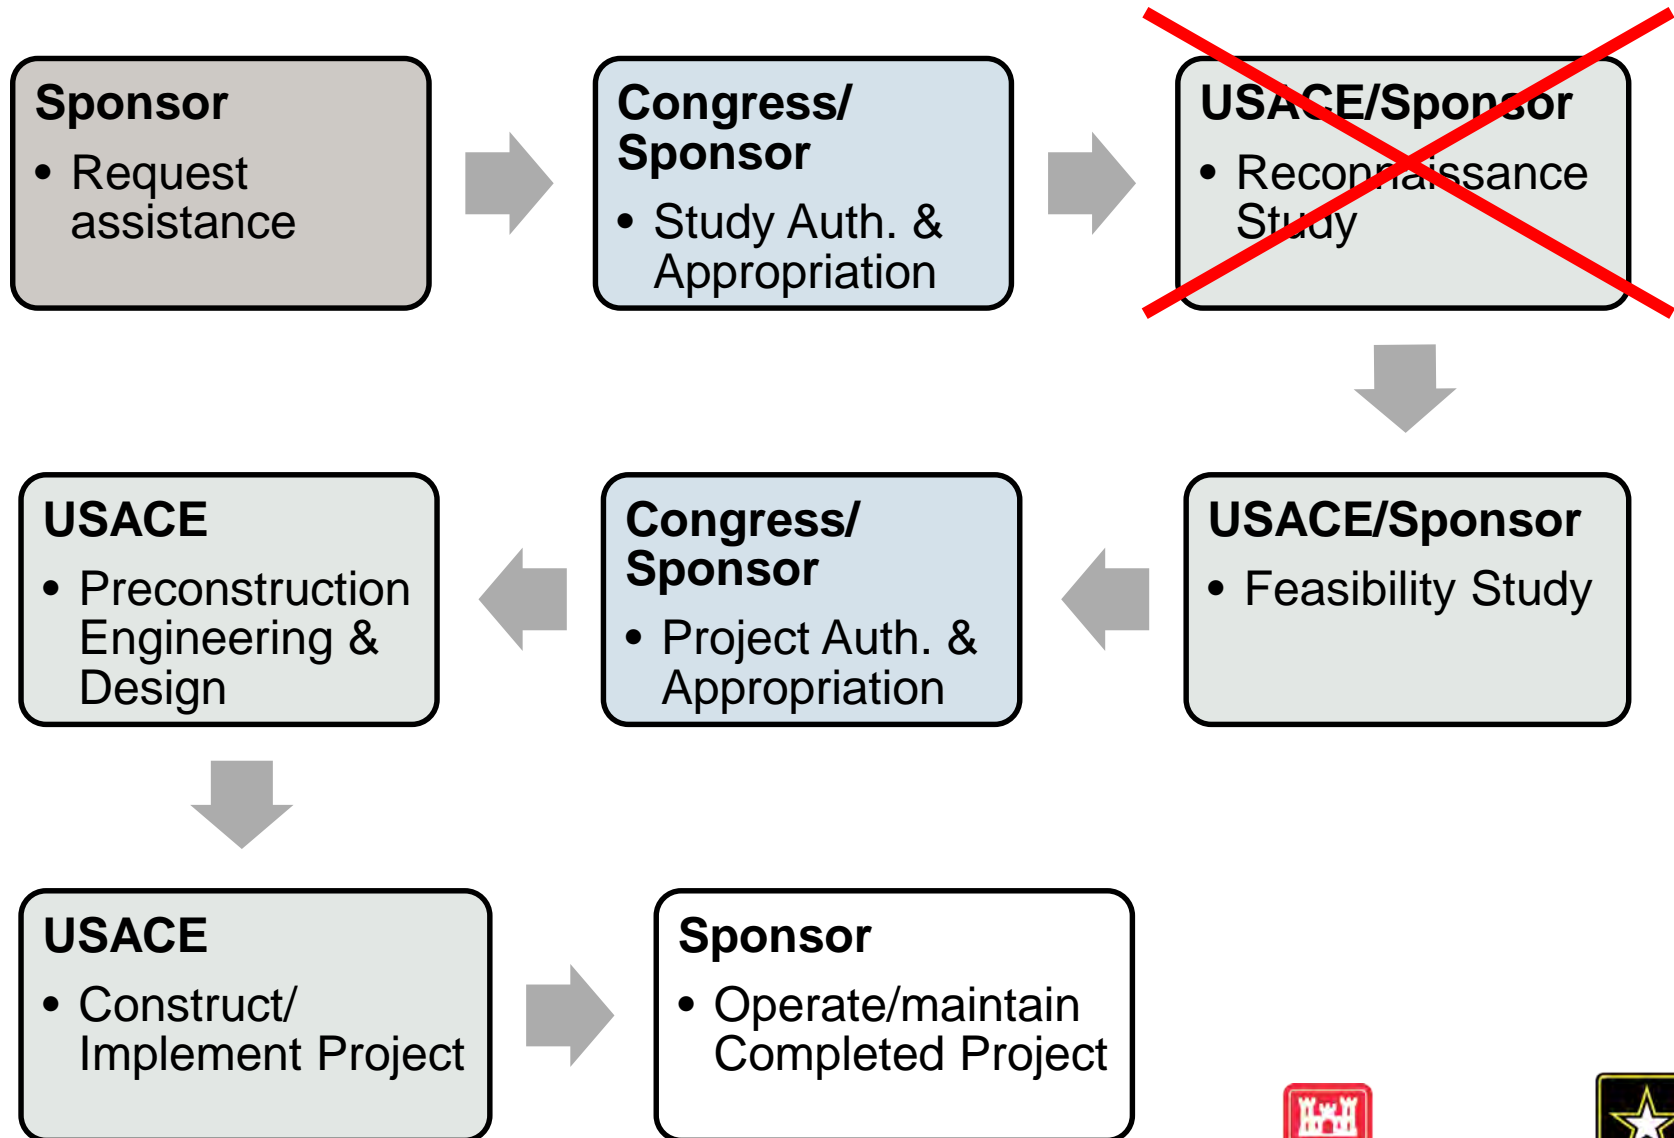 Sponsor
• Request
assistance
Congress/
Sponsor
• Study Auth. &
Appropriation
USACE/Sponsor
• Reconnaissance
Study
USACE/Sponsor
• Feasibility Study
Congress/
Sponsor
• Project Auth. &
Appropriation
USACE
• Preconstruction
Engineering &
Design
USACE
• Construct/
Implement Project
Sponsor
• Operate/maintain
Completed Project